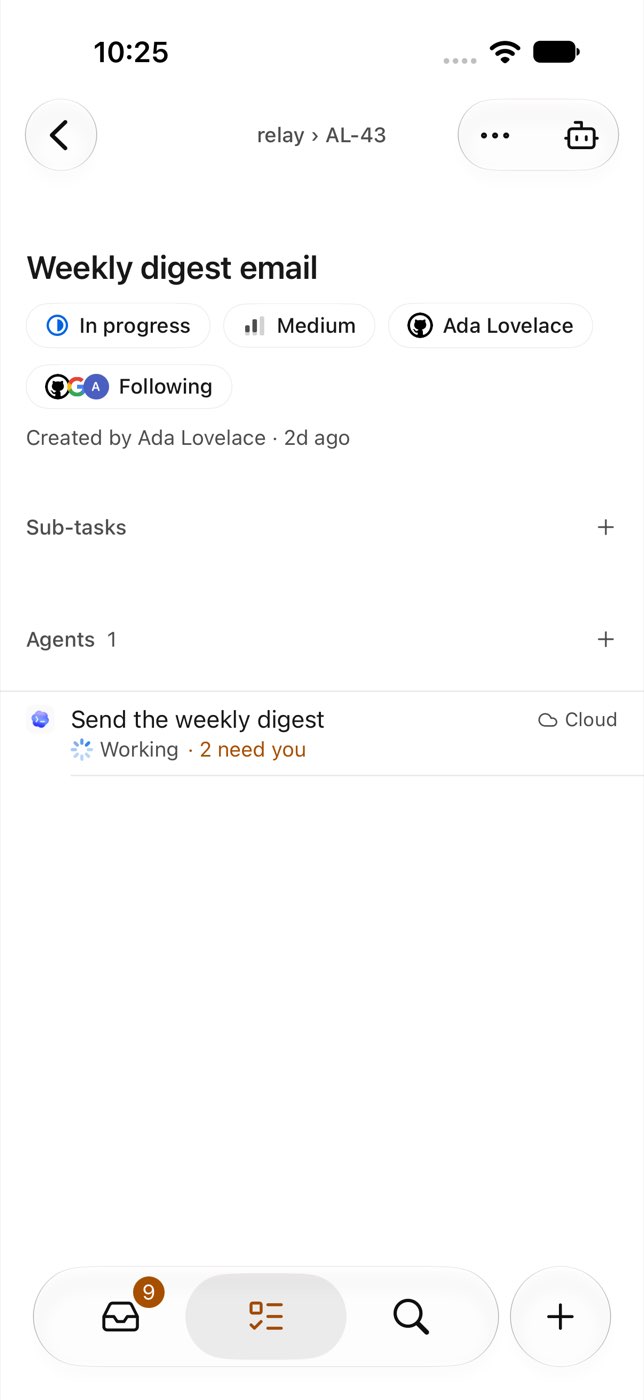 10:25
relay › AL-43
Weekly digest email
In progress
Medium
Ada Lovelace
A
Following
Created by Ada Lovelace · 2d ago
Sub-tasks
Agents 1
Send the weekly digest
Cloud
Working · 2 need you
9